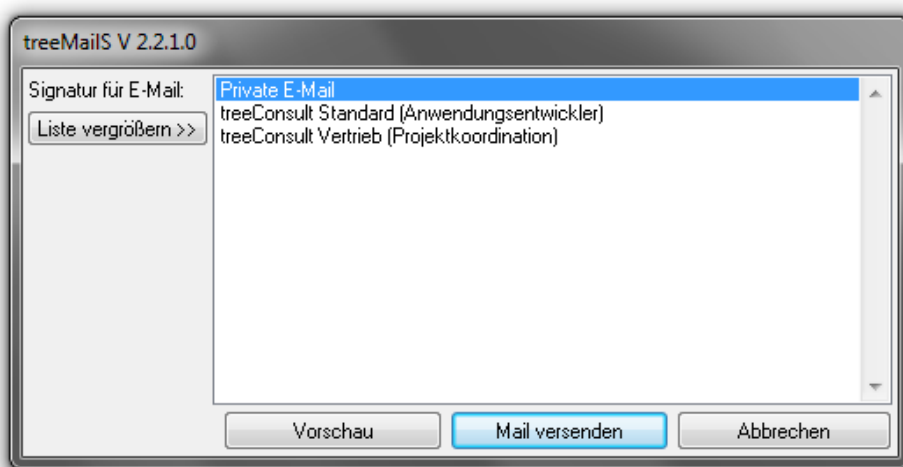 treeMailS V 2.2.1.0
Signatur für E-Mail:
Liste vergrößern >>
Private E-Mail
treeConsult Standard (Anwendungsentwickler)
treeConsult Vertrieb (Projektkoordination)
Vorschau
Mail versenden
Abbrechen